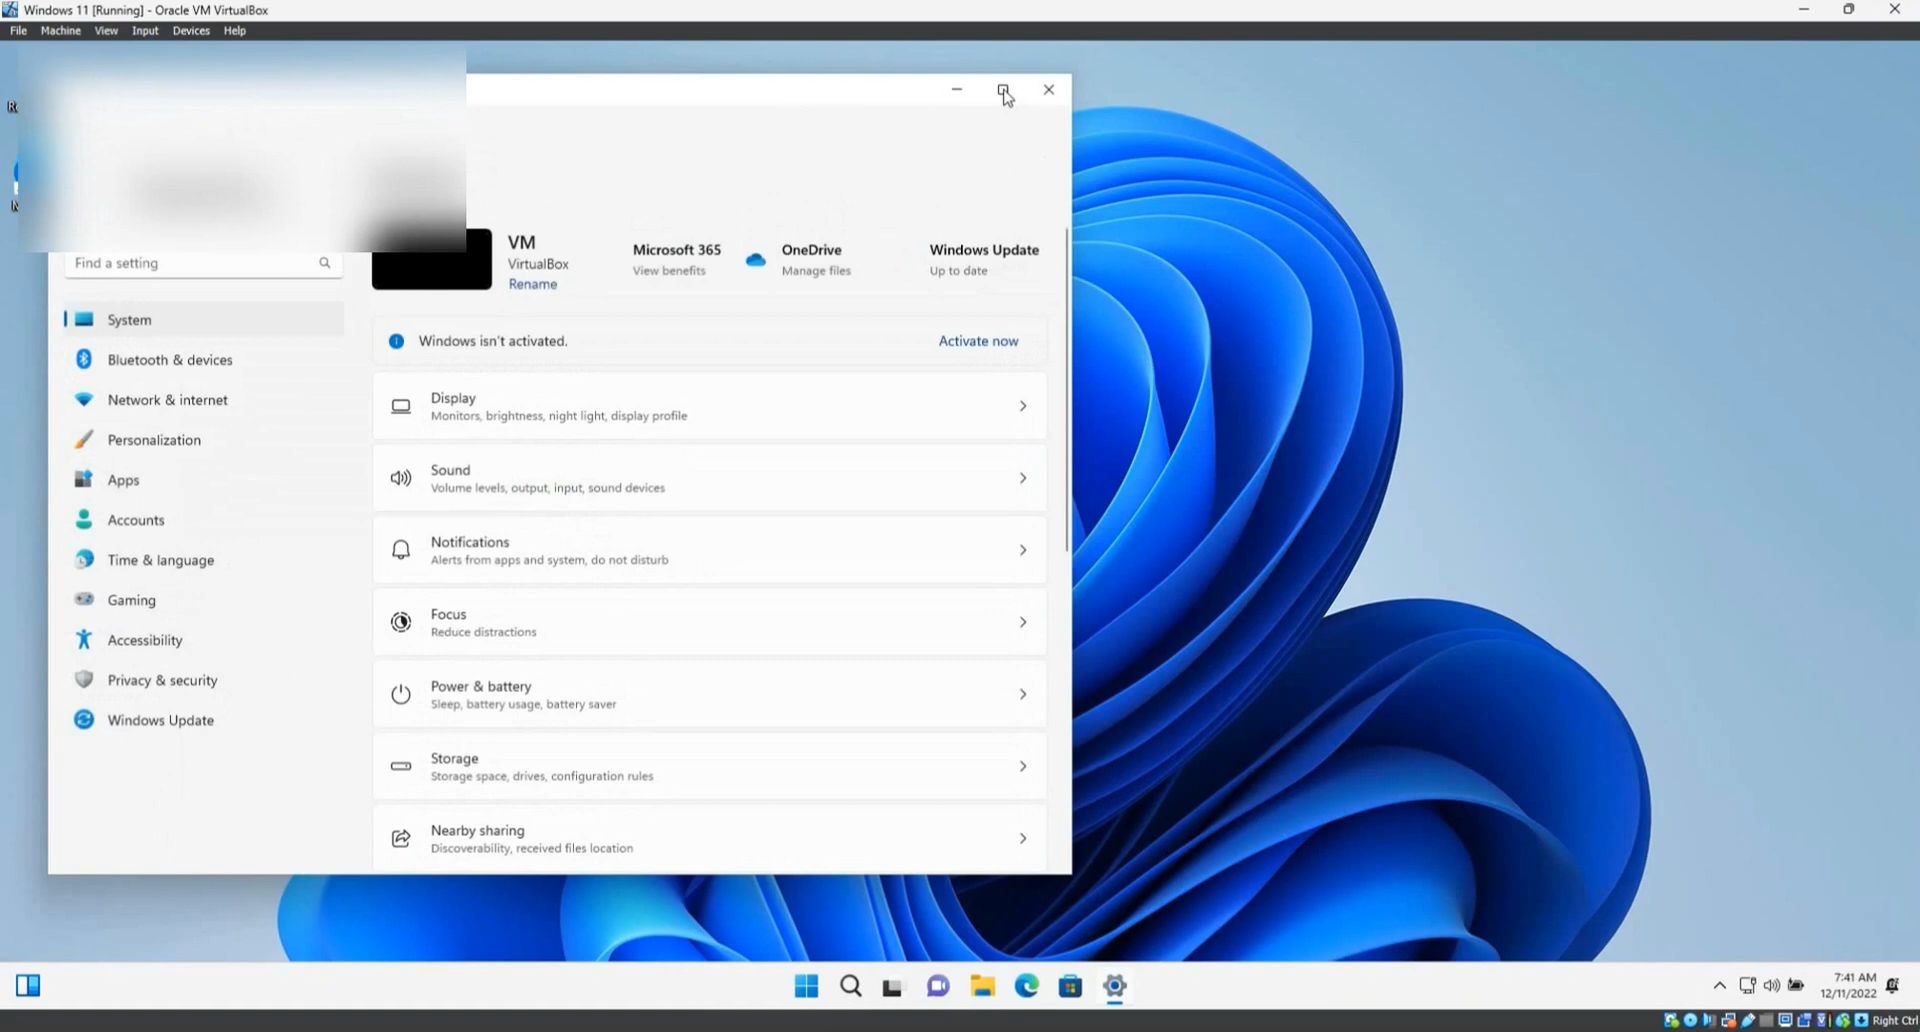 Windows 11 [Running] - Oracle VM VirtualBox
File Machine View Input Devices Help
VM
VirtualBox
Rename
Microsoft 365
View benefits
OneDrive
Manage files
Windows Update
Up to date
Find a setting
System
Bluetooth & devices
Network & internet
Personalization
Apps
Accounts
Time & language
Gaming
Accessibility
Privacy & security
Windows Update
Windows isn't activated.
Activate now
Display
Monitors, brightness, night light, display profile
Sound
Volume levels, output, input, sound devices
Notifications
Alerts from apps and system, do not disturb
Focus
Reduce distractions
Power & battery
Sleep, battery usage, battery saver
Storage
Storage space, drives, configuration rules
Nearby sharing
Discoverability, received files location
7:41 AM
12/11/2022
Right Ctrl